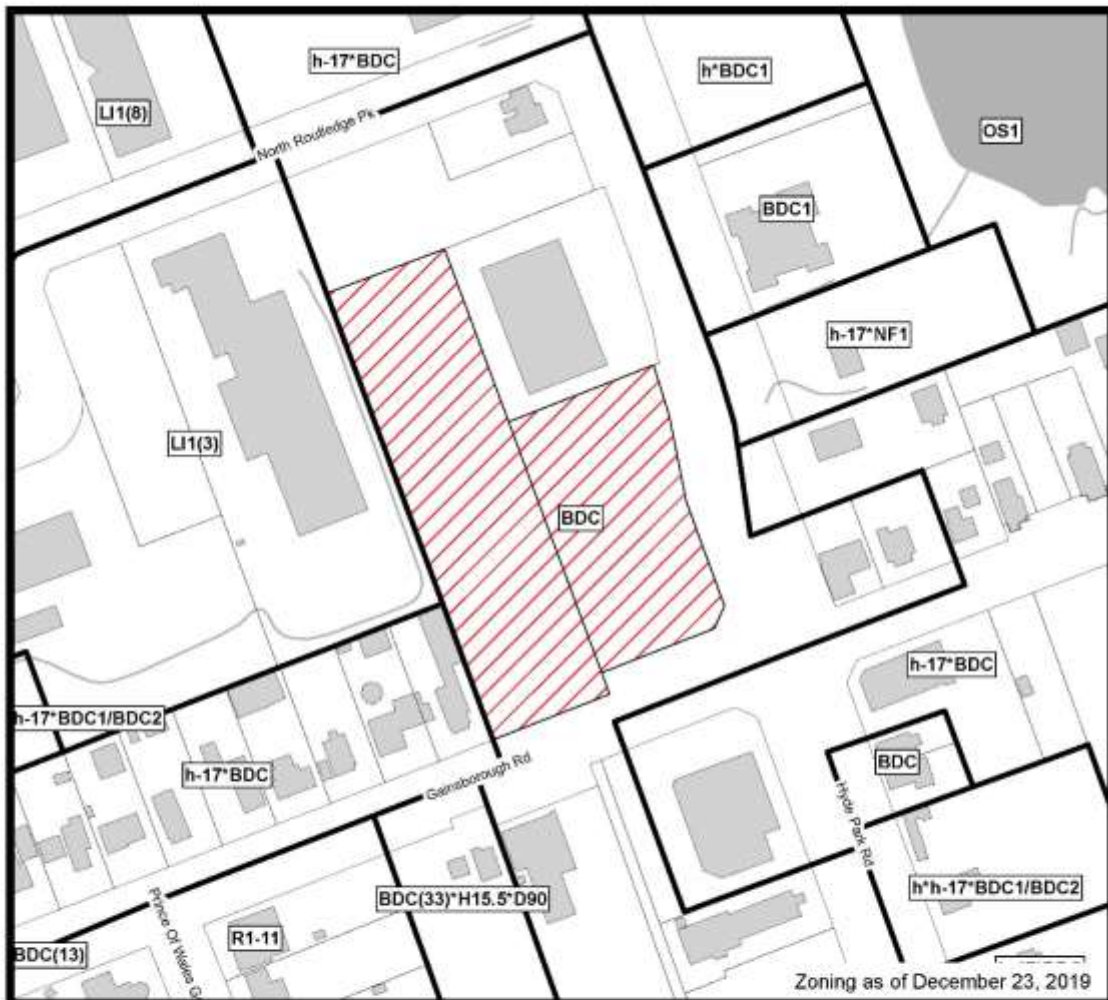 h-17*BDC
h*BDC1
LI1(8)
OS1
North Routledge Pk
BDC1
h-17*NF1
LI1(3)
BDC
h-17*BDC
h-17*BDC1/BDC2
h-17*BDC
BDC
Gainsborough Rd
Hyde Park Rd
BDC(33)*H15.5*D90
h*h-17*BDC1/BDC2
R1-11
Prince Of Wales
BDC(13)
Zoning as of December 23, 2019